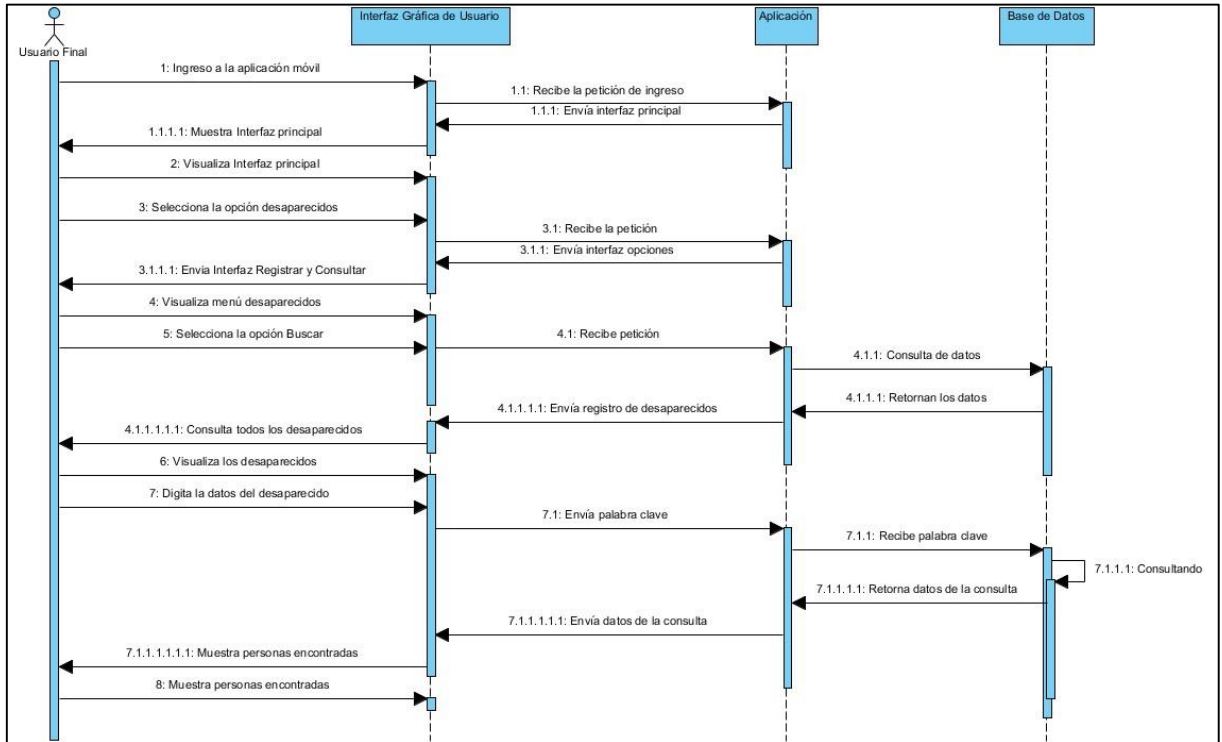 Interfaz Gráfica de Usuario
Aplicación
Base de Datos
Usuario Final
1: Ingreso a la aplicación móvil
1.1: Recibe la petición de ingreso
1.1.1: Envía interfaz principal
1.1.1.1: Muestra Interfaz principal
2: Visualiza Interfaz principal
3: Selecciona la opción desaparecidos
3.1: Recibe la petición
3.1.1: Envía interfaz opciones
3.1.1.1: Envia Interfaz Registrar y Consultar
4: Visualiza menú desaparecidos
5: Selecciona la opción Buscar
4.1: Recibe petición
4.1.1: Consulta de datos
4.1.1.1: Retornan los datos
4.1.1.1.1: Envía registro de desaparecidos
4.1.1.1.1.1: Consulta todos los desaparecidos
6: Visualiza los desaparecidos
7: Digita la datos del desaparecido
7.1: Envía palabra clave
7.1.1: Recibe palabra clave
7.1.1.1: Consultando
7.1.1.1.1: Retorna datos de la consulta
7.1.1.1.1.1: Envía datos de la consulta
7.1.1.1.1.1.1: Muestra personas encontradas
8: Muestra personas encontradas